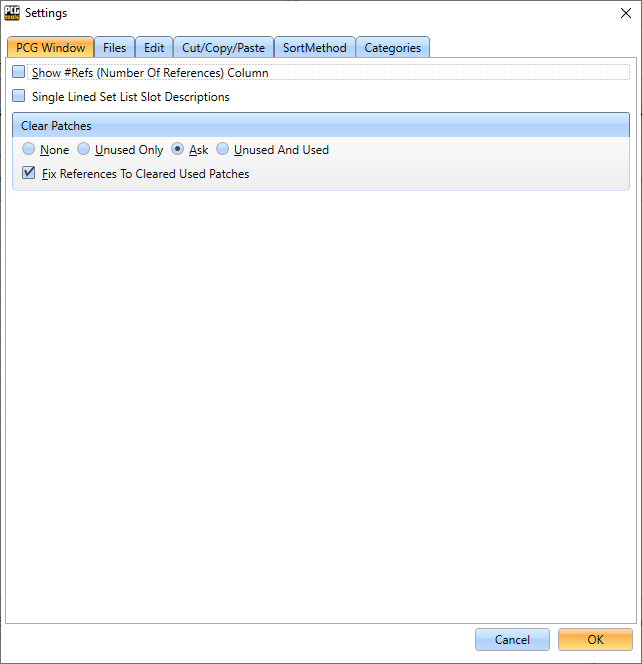 PCG TOOLS Settings
PCG Window Files Edit Cut/Copy/Paste SortMethod Categories
Show #Refs (Number Of References) Column
Single Lined Set List Slot Descriptions
Clear Patches
None Unused Only Ask Unused And Used
Fix References To Cleared Used Patches
Cancel OK